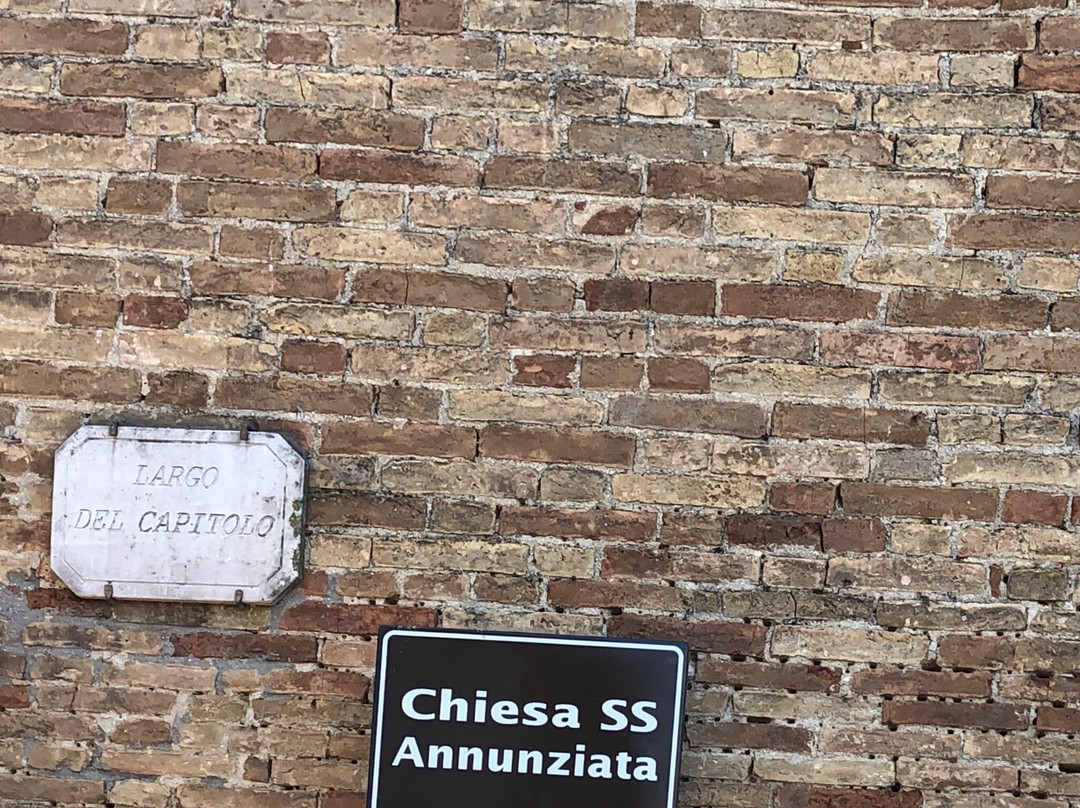 LARGO
DEL CAPITOLO
Chiesa SS
Annunziata